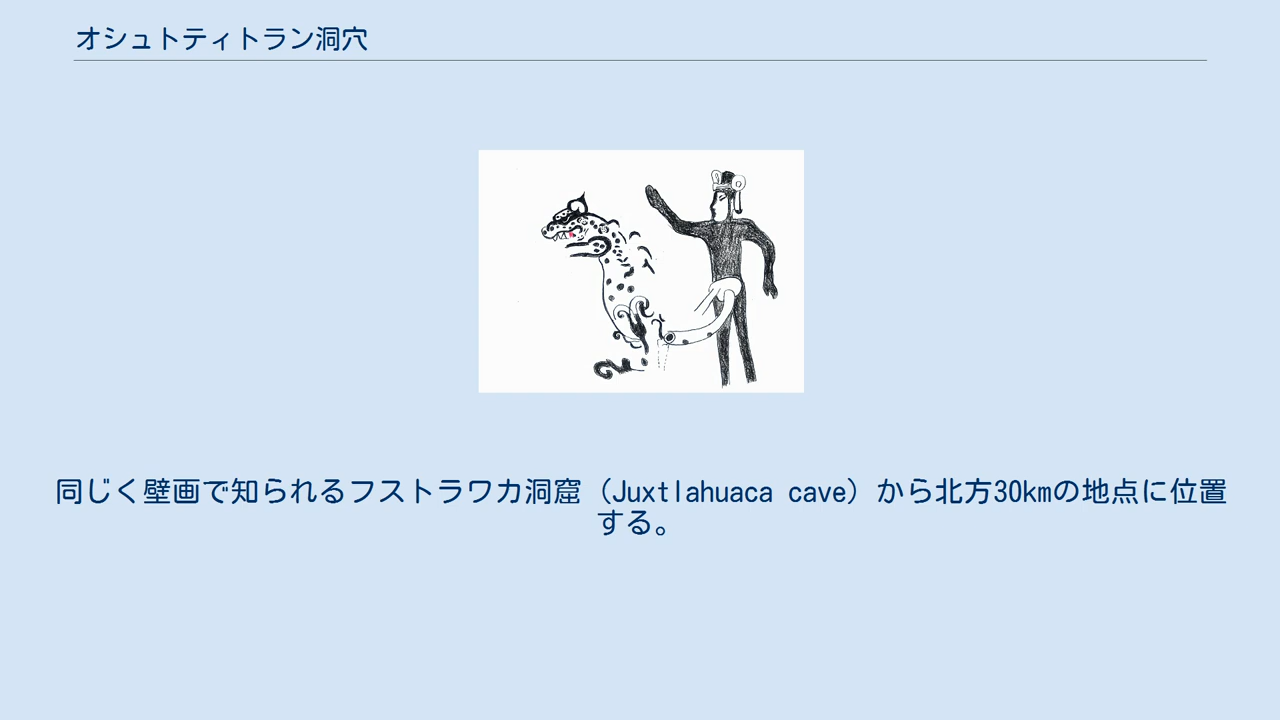 オシュトティトラン洞穴
同じく壁画で知られるフストラワカ洞窟（Juxtlahuaca cave）から北方30kmの地点に位置
する。